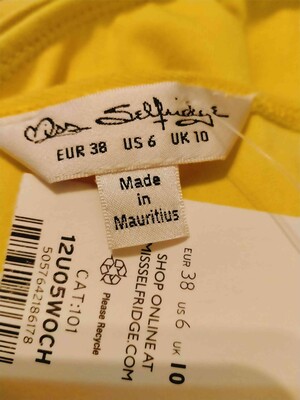 Miss Selfridge
EUR 38 US 6 UK 10
Made
in
Mauritius
EUR 38 US 6 UK 10
SHOP ONLINE AT
MISSSELFRIDGE.COM
Please Recycle
CAT:101
12U05WOCH
5057642186178